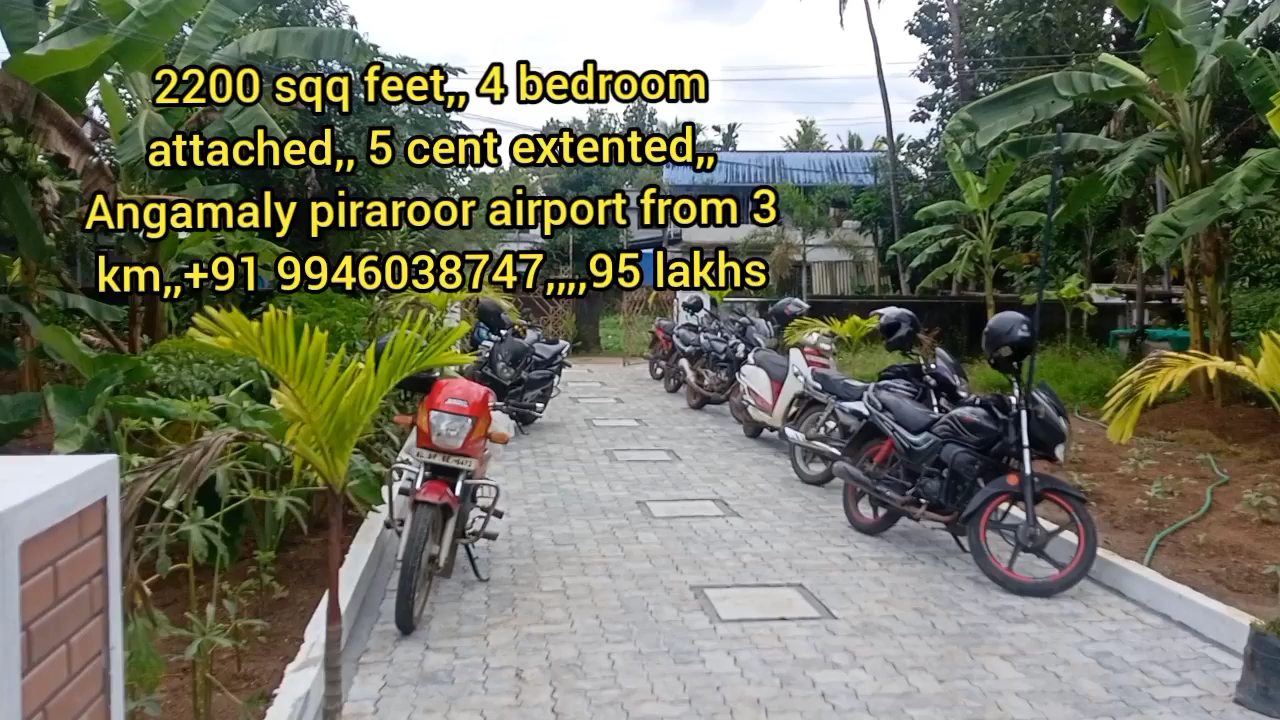 2200 sqq feet,, 4 bedroom
attached,, 5 cent extented,,
Angamaly piraroor airport from 3
km,,+91 9946038747,,,,95 lakhs